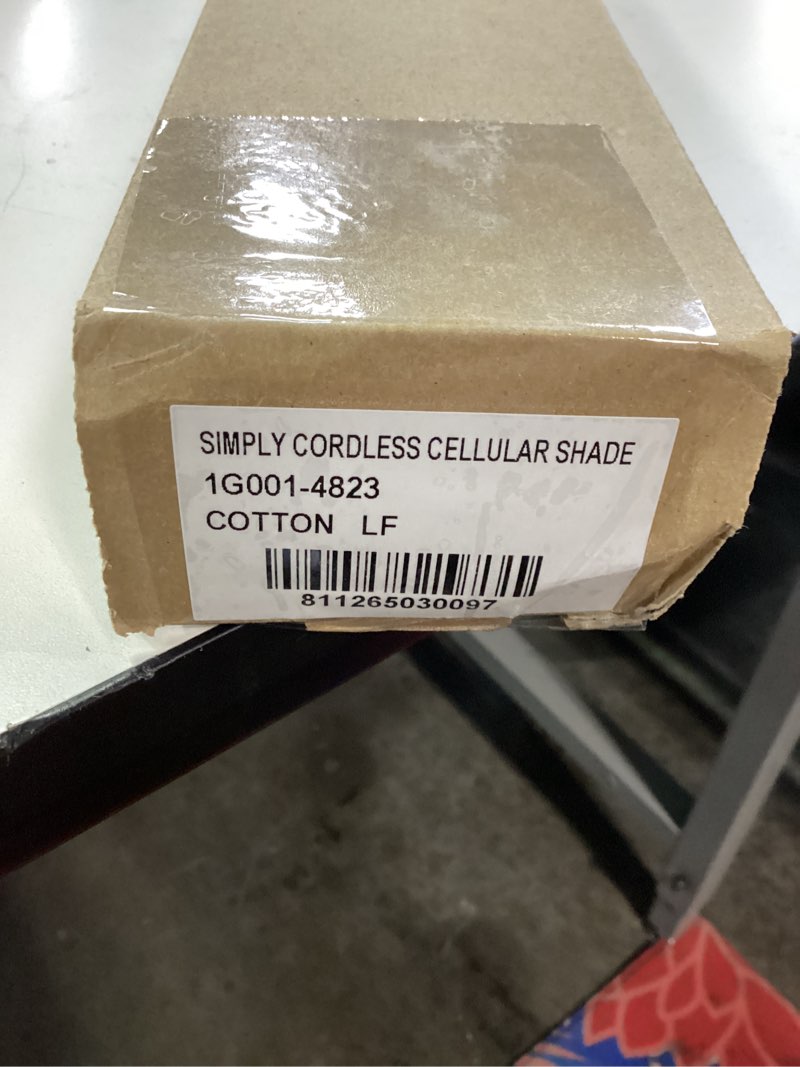 SIMPLY CORDLESS CELLULAR SHADE
1G001-4823
COTTON LF
811265030097